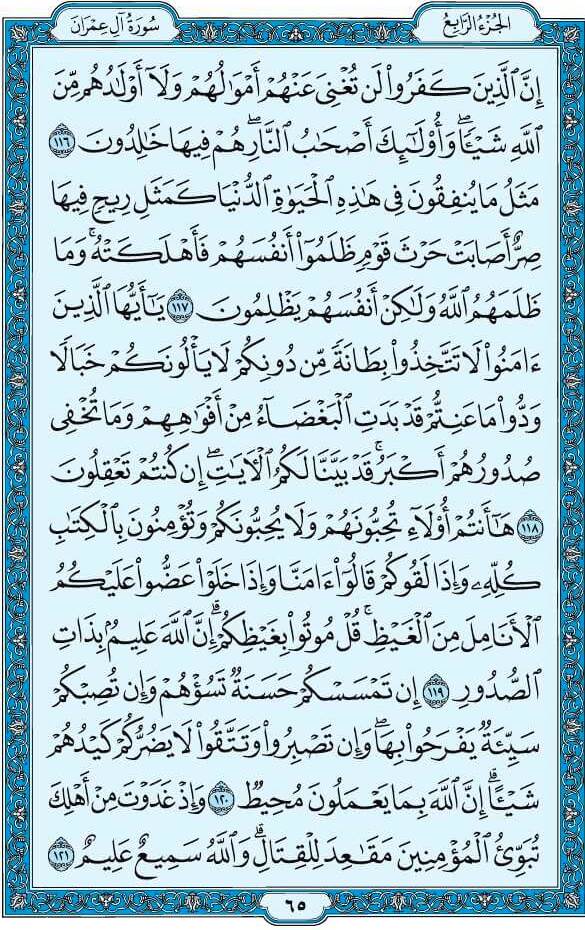 الجُزْءُ الرَّابِعُ
سُورَةُ آلِ عِمْرَانَ
إِنَّ ٱلَّذِينَ كَفَرُوا۟ لَن تُغْنِىَ عَنْهُمْ أَمْوَٰلُهُمْ وَلَآ أَوْلَٰدُهُم مِّنَ
ٱللَّهِ شَيْـًٔا ۖ وَأُو۟لَٰٓئِكَ أَصْحَٰبُ ٱلنَّارِ ۚ هُمْ فِيهَا خَٰلِدُونَ ١١٦
مَثَلُ مَا يُنفِقُونَ فِى هَٰذِهِ ٱلْحَيَوٰةِ ٱلدُّنْيَا كَمَثَلِ رِيحٍ فِيهَا
صِرٌّ أَصَابَتْ حَرْثَ قَوْمٍ ظَلَمُوٓا۟ أَنفُسَهُمْ فَأَهْلَكَتْهُ ۚ وَمَا
ظَلَمَهُمُ ٱللَّهُ وَلَٰكِنْ أَنفُسَهُمْ يَظْلِمُونَ ١١٧ يَٰٓأَيُّهَا ٱلَّذِينَ
ءَامَنُوا۟ لَا تَتَّخِذُوا۟ بِطَانَةً مِّن دُونِكُمْ لَا يَأْلُونَكُمْ خَبَالًا
وَدُّوا۟ مَا عَنِتُّمْ قَدْ بَدَتِ ٱلْبَغْضَآءُ مِنْ أَفْوَٰهِهِمْ وَمَا تُخْفِى
صُدُورُهُمْ أَكْبَرُ ۚ قَدْ بَيَّنَّا لَكُمُ ٱلْءَايَٰتِ ۖ إِن كُنتُمْ تَعْقِلُونَ
١١٨ هَٰٓأَنتُمْ أُو۟لَآءِ تُحِبُّونَهُمْ وَلَا يُحِبُّونَكُمْ وَتُؤْمِنُونَ بِٱلْكِتَٰبِ
كُلِّهِۦ وَإِذَا لَقُوكُمْ قَالُوٓا۟ ءَامَنَّا وَإِذَا خَلَوْا۟ عَضُّوا۟ عَلَيْكُمُ
ٱلْأَنَامِلَ مِنَ ٱلْغَيْظِ ۚ قُلْ مُوتُوا۟ بِغَيْظِكُمْ ۗ إِنَّ ٱللَّهَ عَلِيمٌۢ بِذَاتِ
ٱلصُّدُورِ ١١٩ إِن تَمْسَسْكُمْ حَسَنَةٌ تَسُؤْهُمْ وَإِن تُصِبْكُمْ
سَيِّئَةٌ يَفْرَحُوا۟ بِهَا ۖ وَإِن تَصْبِرُوا۟ وَتَتَّقُوا۟ لَا يَضُرُّكُمْ كَيْدُهُمْ
شَيْـًٔا ۗ إِنَّ ٱللَّهَ بِمَا يَعْمَلُونَ مُحِيطٌ ١٢٠ وَإِذْ غَدَوْتَ مِنْ أَهْلِكَ
تُبَوِّئُ ٱلْمُؤْمِنِينَ مَقَٰعِدَ لِلْقِتَالِ ۗ وَٱللَّهُ سَمِيعٌ عَلِيمٌ ١٢١
٦٥